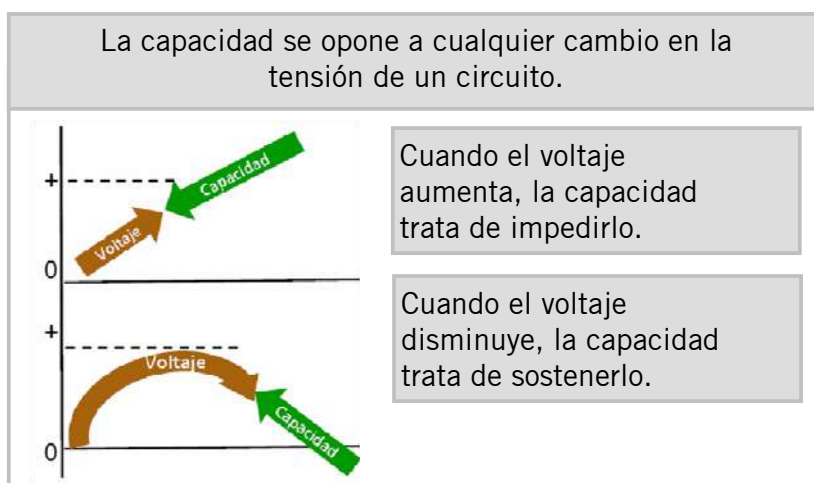 La capacidad se opone a cualquier cambio en la
tensión de un circuito.
+
Capacidad
Voltaje
0
Cuando el voltaje
aumenta, la capacidad
trata de impedirlo.
+
Voltaje
Capacidad
0
Cuando el voltaje
disminuye, la capacidad
trata de sostenerlo.